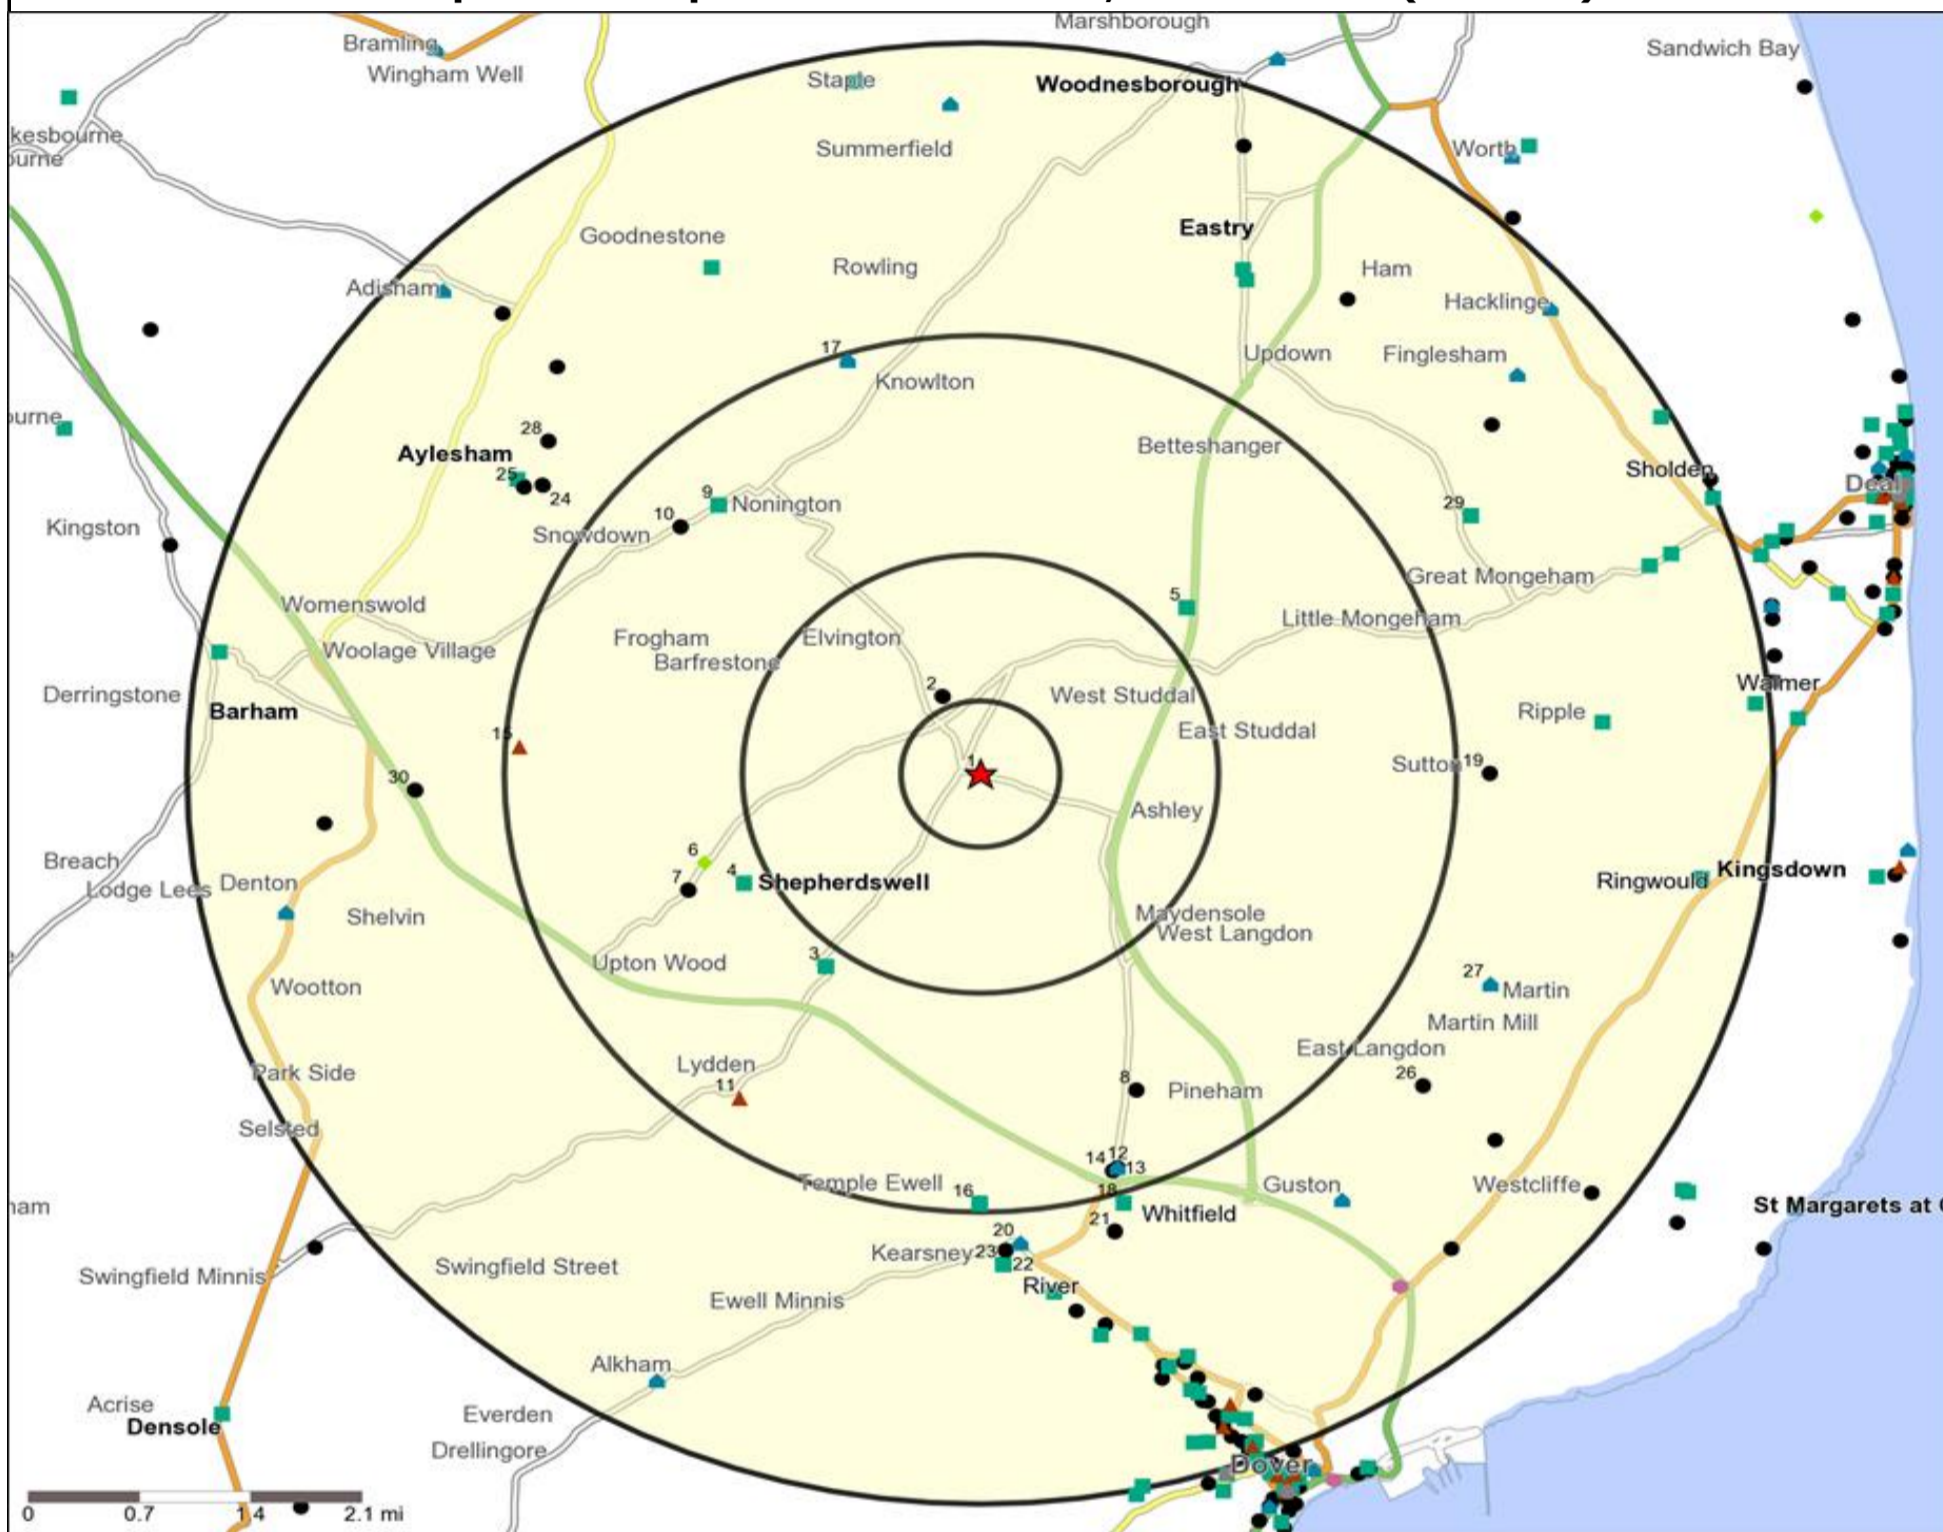 Marshborough
Bramling
Sandwich Bay
Wingham Well
Staple
Woodnesborough
kesbourne
ourne
Summerfield
Worth
Goodnestone
Eastry
Rowling
Ham
Adisham
Hacklinge
17
Updown
Finglesham
Knowlton
ourne
28
Aylesham
Betteshanger
Sholden
25
24
Deal
9
Nonington
29
10
Kingston
Snowdown
Great Mongeham
Womenswold
5
Little Mongeham
Frogham
Elvington
Woolage Village
Barfrestone
2
West Studdal
Walmer
Derringstone
Barham
Ripple
East Studdal
15
1
Sutton
19
30
Ashley
6
Breach
7
4
Shepherdswell
Ringwould
Kingsdown
Lodge Lees
Denton
Shelvin
Maydensole
West Langdon
3
Upton Wood
27
Wootton
Martin
Martin Mill
East Langdon
Lydden
Park Side
11
26
8
Pineham
Selsted
14
12
13
Temple Ewell
16
18
Guston
Westcliffe
ham
Whitfield
St Margarets at
21
20
Kearsney
23
22
Swingfield Street
Swingfield Minnis
River
Ewell Minnis
Alkham
Acrise
Everden
Densole
Drellingore
Dover
0
0.7
1.4
2.1 mi